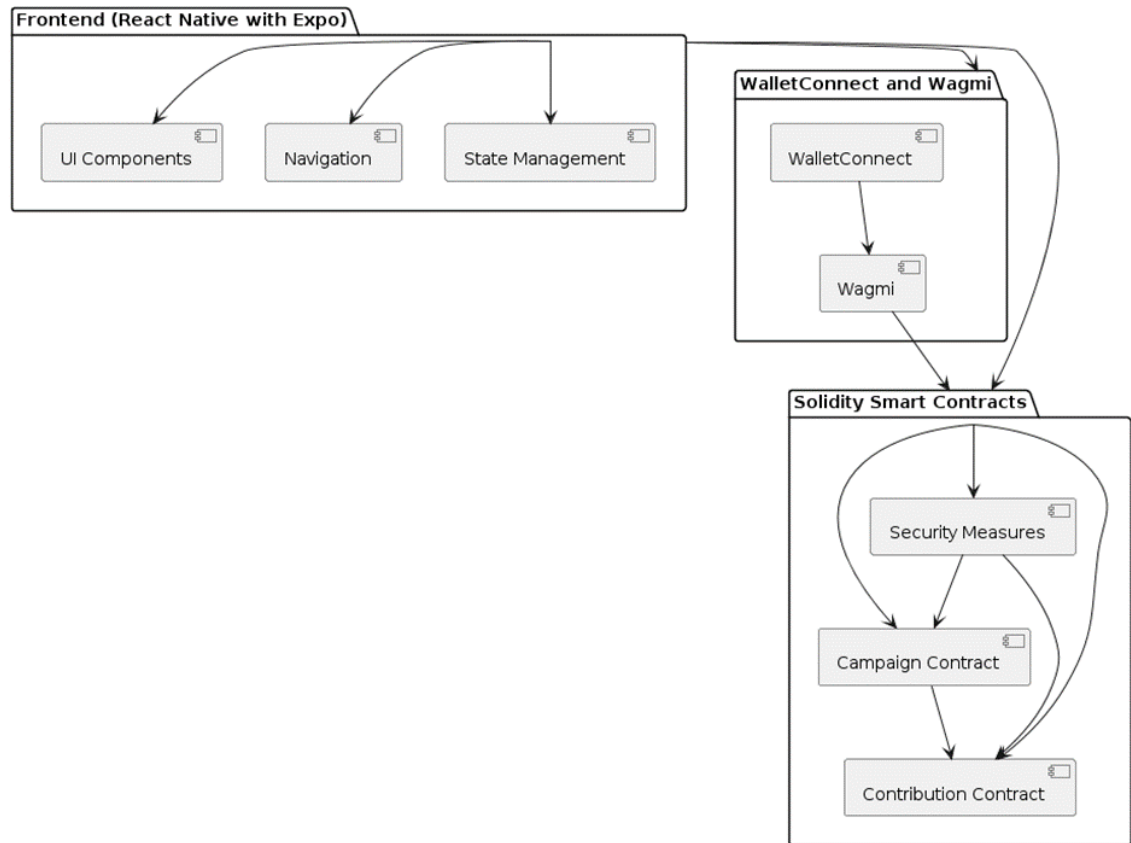 Frontend (React Native with Expo)
UI Components
Navigation
State Management
WalletConnect and Wagmi
WalletConnect
Wagmi
Solidity Smart Contracts
Security Measures
Campaign Contract
Contribution Contract